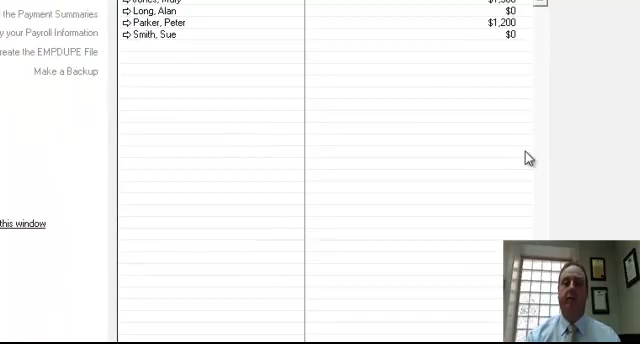 the Payment Summaries
y your Payroll Information
reate the EMPDUPE File
Make a Backup
this window
Long, Alan $0
Parker, Peter $1,200
Smith, Sue $0